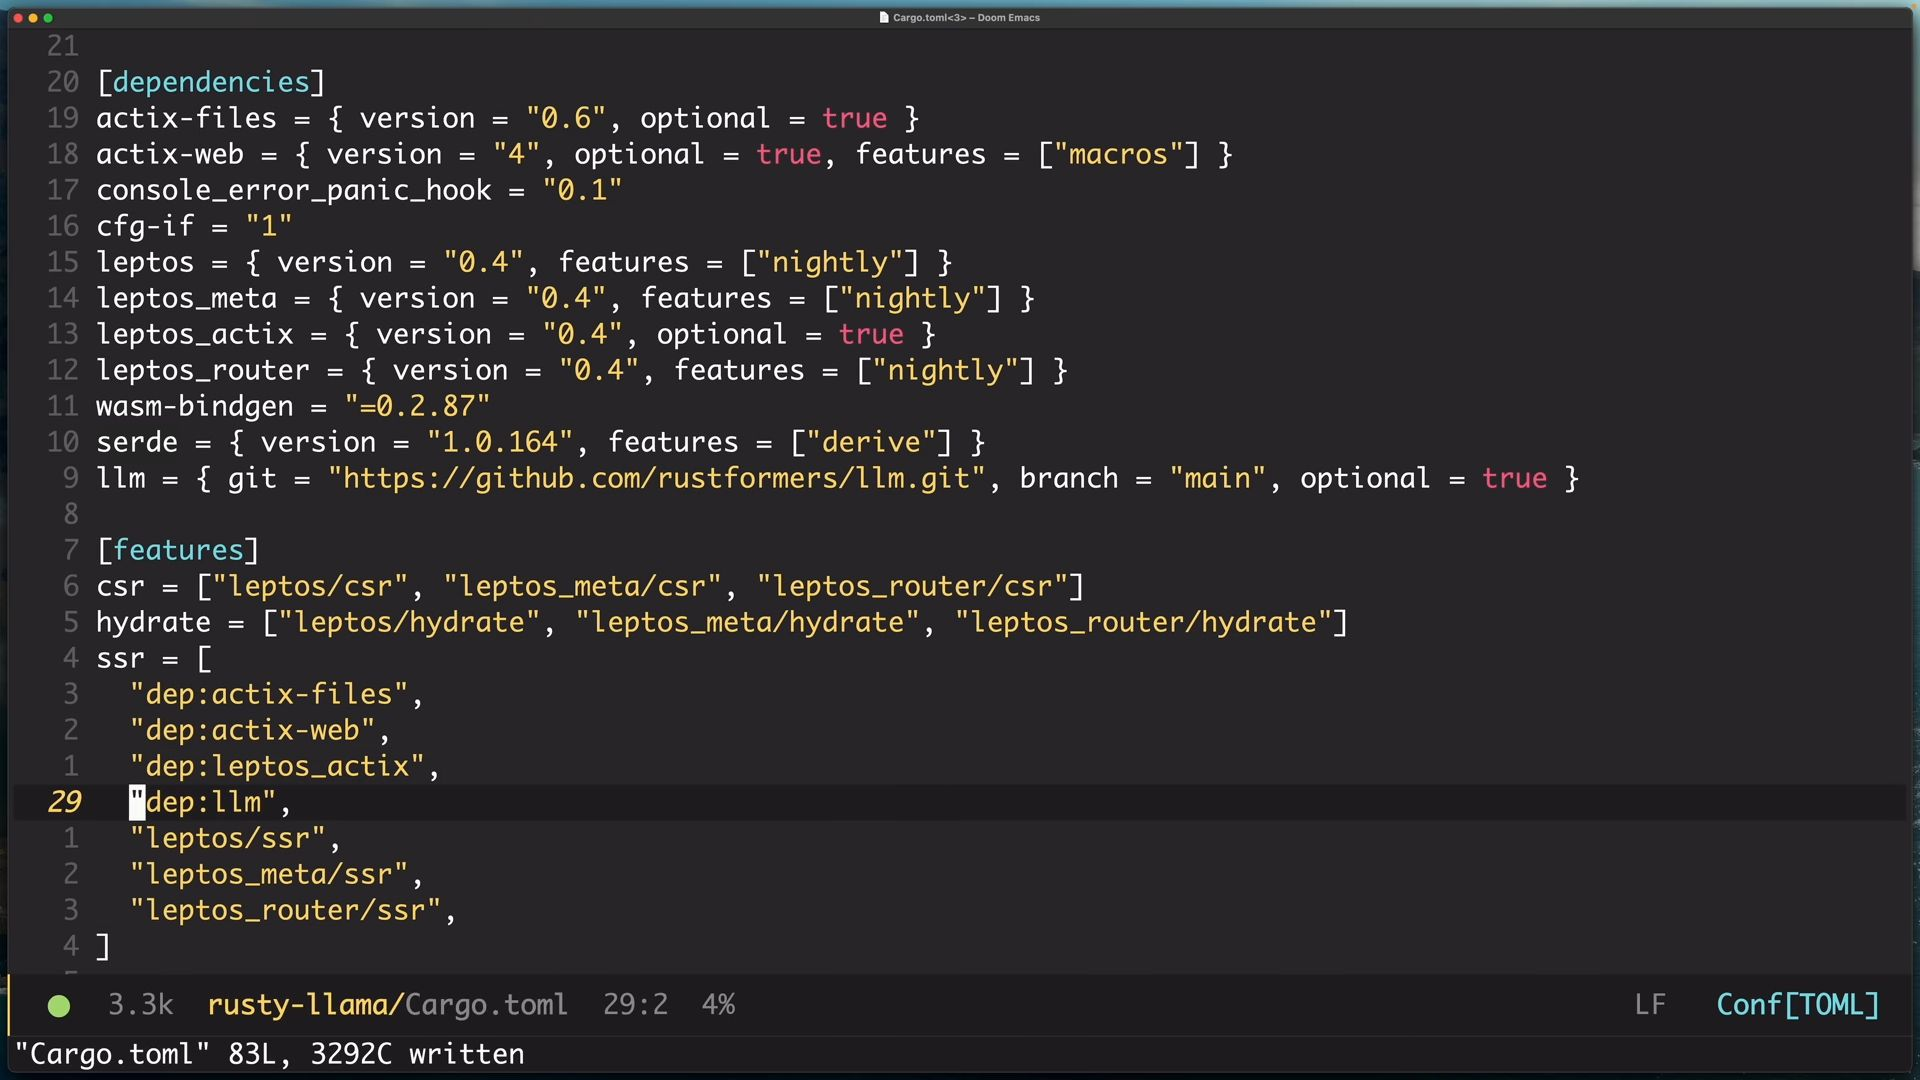 Cargo.toml<3> – Doom Emacs
21
20 [dependencies]
19 actix-files = { version = "0.6", optional = true }
18 actix-web = { version = "4", optional = true, features = ["macros"] }
17 console_error_panic_hook = "0.1"
16 cfg-if = "1"
15 leptos = { version = "0.4", features = ["nightly"] }
14 leptos_meta = { version = "0.4", features = ["nightly"] }
13 leptos_actix = { version = "0.4", optional = true }
12 leptos_router = { version = "0.4", features = ["nightly"] }
11 wasm-bindgen = "=0.2.87"
10 serde = { version = "1.0.164", features = ["derive"] }
9 llm = { git = "https://github.com/rustformers/llm.git", branch = "main", optional = true }
8
7 [features]
6 csr = ["leptos/csr", "leptos_meta/csr", "leptos_router/csr"]
5 hydrate = ["leptos/hydrate", "leptos_meta/hydrate", "leptos_router/hydrate"]
4 ssr = [
3 "dep:actix-files",
2 "dep:actix-web",
1 "dep:leptos_actix",
29 "dep:llm",
1 "leptos/ssr",
2 "leptos_meta/ssr",
3 "leptos_router/ssr",
4 ]
3.3k rusty-llama/Cargo.toml 29:2 4% LF Conf[TOML]
"Cargo.toml" 83L, 3292C written